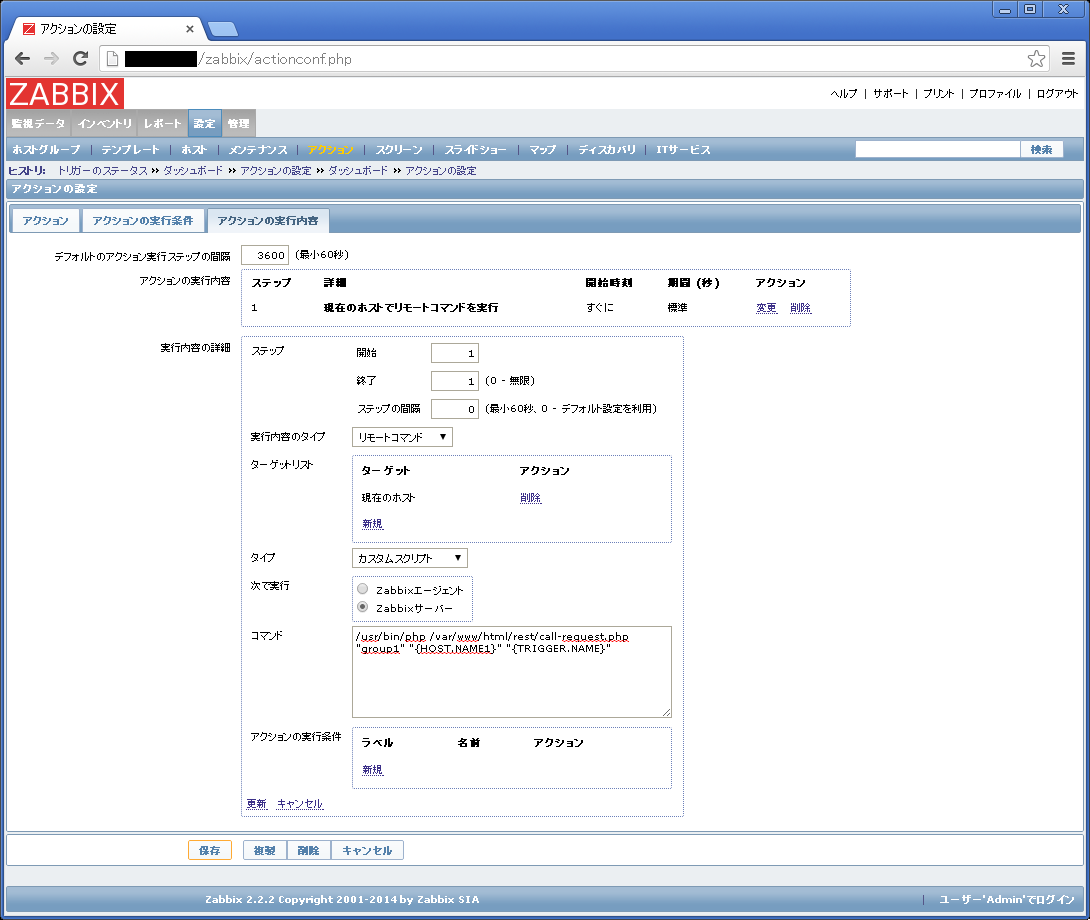 アクションの設定
/zabbix/actionconf.php
ZABBIX
ヘルプ | サポート | プリント | プロファイル | ログアウト
監視データ インベントリ レポート 設定 管理
ホストグループ | テンプレート | ホスト | メンテナンス | アクション | スクリーン | スライドショー | マップ | ディスカバリ | ITサービス 検索
ヒストリ: トリガーのステータス » ダッシュボード » アクションの設定 » ダッシュボード » アクションの設定
アクションの設定
アクション アクションの実行条件 アクションの実行内容
デフォルトのアクション実行ステップの間隔 3600 (最小60秒)
アクションの実行内容 ステップ 詳細 開始時刻 期間 (秒) アクション
1 現在のホストでリモートコマンドを実行 すぐに 標準 変更 削除
実行内容の詳細 ステップ 開始 1
終了 1 (0 - 無限)
ステップの間隔 0 (最小60秒、0 - デフォルト設定を利用)
実行内容のタイプ リモートコマンド
ターゲットリスト ターゲット アクション
現在のホスト 削除
新規
タイプ カスタムスクリプト
次で実行 Zabbixエージェント
Zabbixサーバー
コマンド /usr/bin/php /var/www/html/rest/call-request.php
"group1" "{HOST.NAME1}" "{TRIGGER.NAME}"
アクションの実行条件 ラベル 名前 アクション
新規
更新 キャンセル
保存 複製 削除 キャンセル
Zabbix 2.2.2 Copyright 2001-2014 by Zabbix SIA | ユーザー'Admin'でログイン